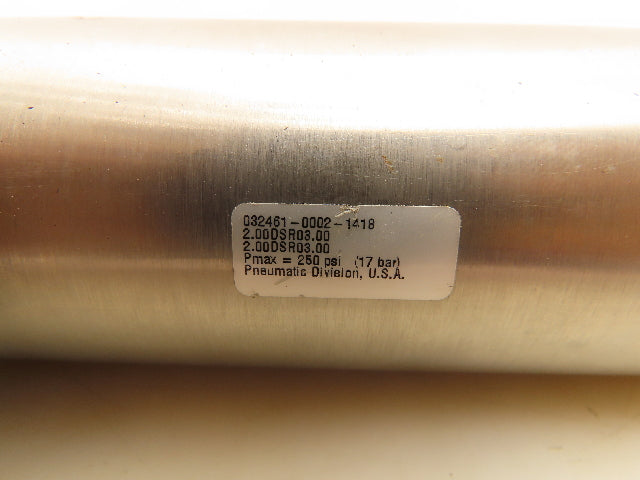 032461-0002-1418
2.00DSR03.00
2.00DSR03.00
Pmax = 250 psi (17 bar)
Pneumatic Division, U.S.A.